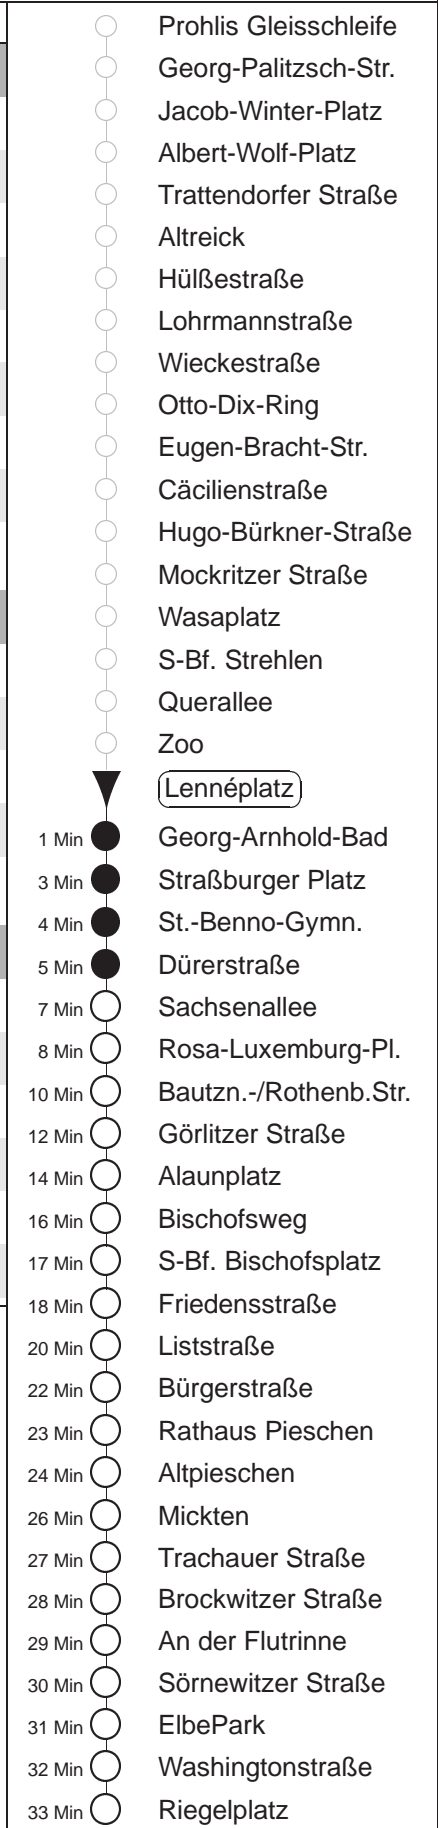 Prohlis Gleisschleife
Georg-Palitzsch-Str.
Jacob-Winter-Platz
Albert-Wolf-Platz
Trattendorfer Straße
Altreick
Hülßestraße
Lohrmannstraße
Wieckestraße
Otto-Dix-Ring
Eugen-Bracht-Str.
Cäcilienstraße
Hugo-Bürkner-Straße
Mockritzer Straße
Wasaplatz
S-Bf. Strehlen
Querallee
Zoo
Lennéplatz
1 Min Georg-Arnhold-Bad
3 Min Straßburger Platz
4 Min St.-Benno-Gymn.
5 Min Dürerstraße
7 Min Sachsenallee
8 Min Rosa-Luxemburg-Pl.
10 Min Bautzn.-/Rothenb.Str.
12 Min Görlitzer Straße
14 Min Alaunplatz
16 Min Bischofsweg
17 Min S-Bf. Bischofsplatz
18 Min Friedensstraße
20 Min Liststraße
22 Min Bürgerstraße
23 Min Rathaus Pieschen
24 Min Altpieschen
26 Min Mickten
27 Min Trachauer Straße
28 Min Brockwitzer Straße
29 Min An der Flutrinne
30 Min Sörnewitzer Straße
31 Min ElbePark
32 Min Washingtonstraße
33 Min Riegelplatz